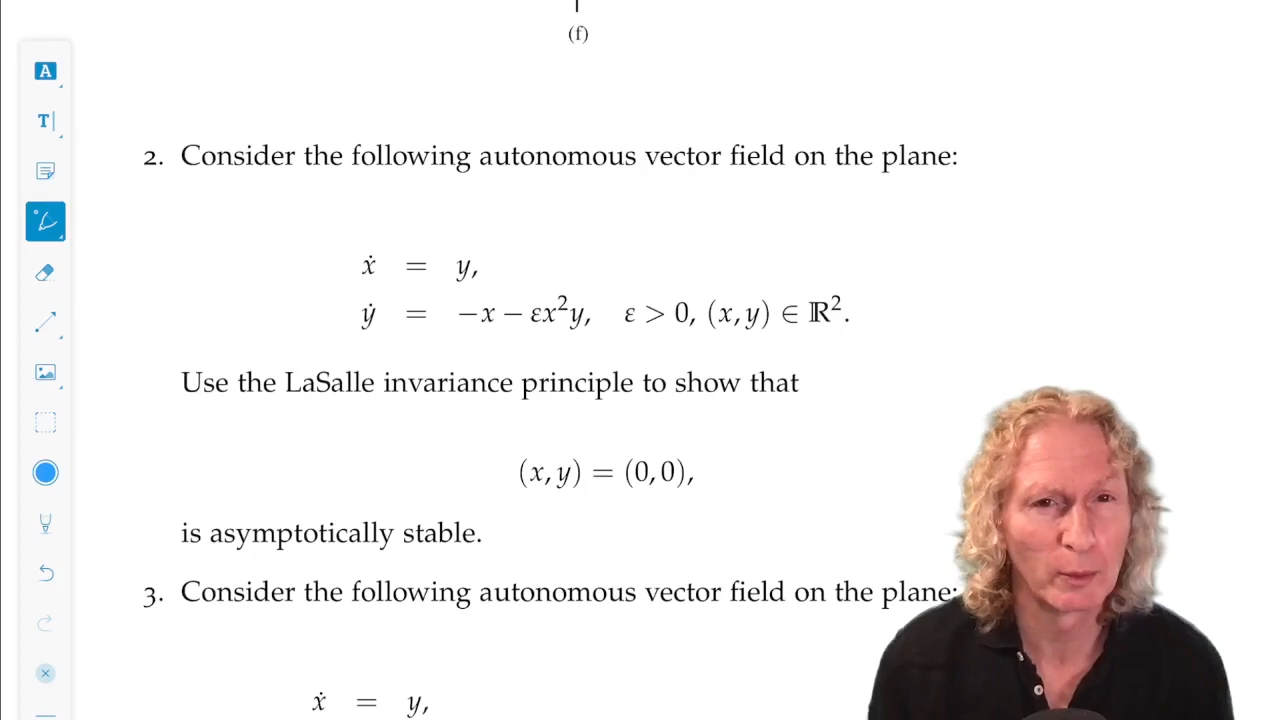 (f)
2. Consider the following autonomous vector field on the plane:
ẋ = y,
ẏ = −x − εx²y, ε > 0, (x, y) ∈ ℝ².
Use the LaSalle invariance principle to show that
(x, y) = (0, 0),
is asymptotically stable.
3. Consider the following autonomous vector field on the plane:
ẋ = y,
A
T